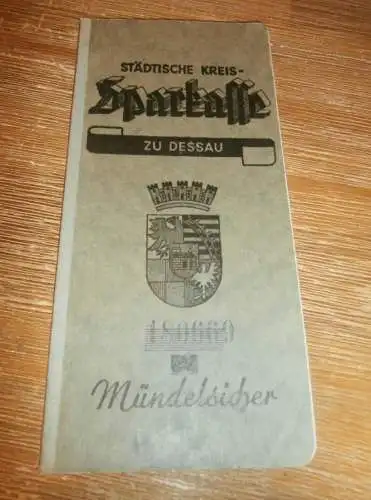 STÄDTISCHE KREIS-
Sparkasse
ZU DESSAU
180669
Mündelsicher